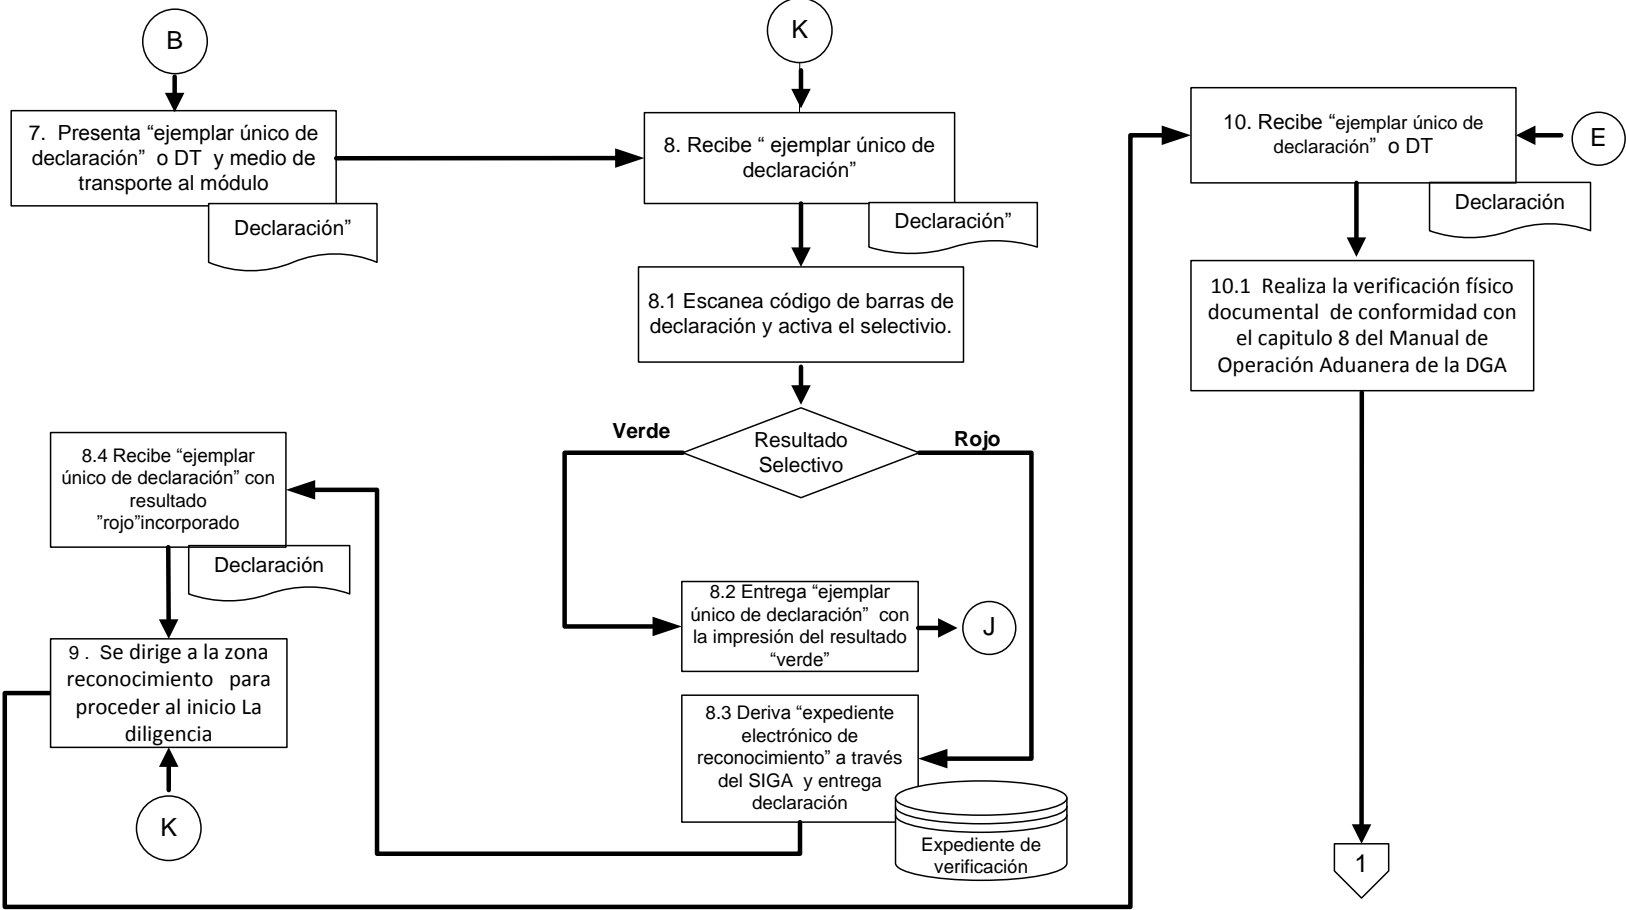 B
7. Presenta “ejemplar único de
declaración” o DT y medio de
transporte al módulo
Declaración”
K
8. Recibe “ ejemplar único de
declaración”
Declaración”
8.1 Escanea código de barras de
declaración y activa el selectivio.
Resultado
Selectivo
Verde
Rojo
8.2 Entrega “ejemplar
único de declaración” con
la impresión del resultado
“verde”
J
8.3 Deriva “expediente
electrónico de
reconocimiento” a través
del SIGA y entrega
declaración
Expediente de
verificación
8.4 Recibe “ejemplar
único de declaración” con
resultado
”rojo”incorporado
Declaración
9 . Se dirige a la zona
reconocimiento para
proceder al inicio La
diligencia
K
10. Recibe “ejemplar único de
declaración” o DT
E
Declaración
10.1 Realiza la verificación físico
documental de conformidad con
el capitulo 8 del Manual de
Operación Aduanera de la DGA
1